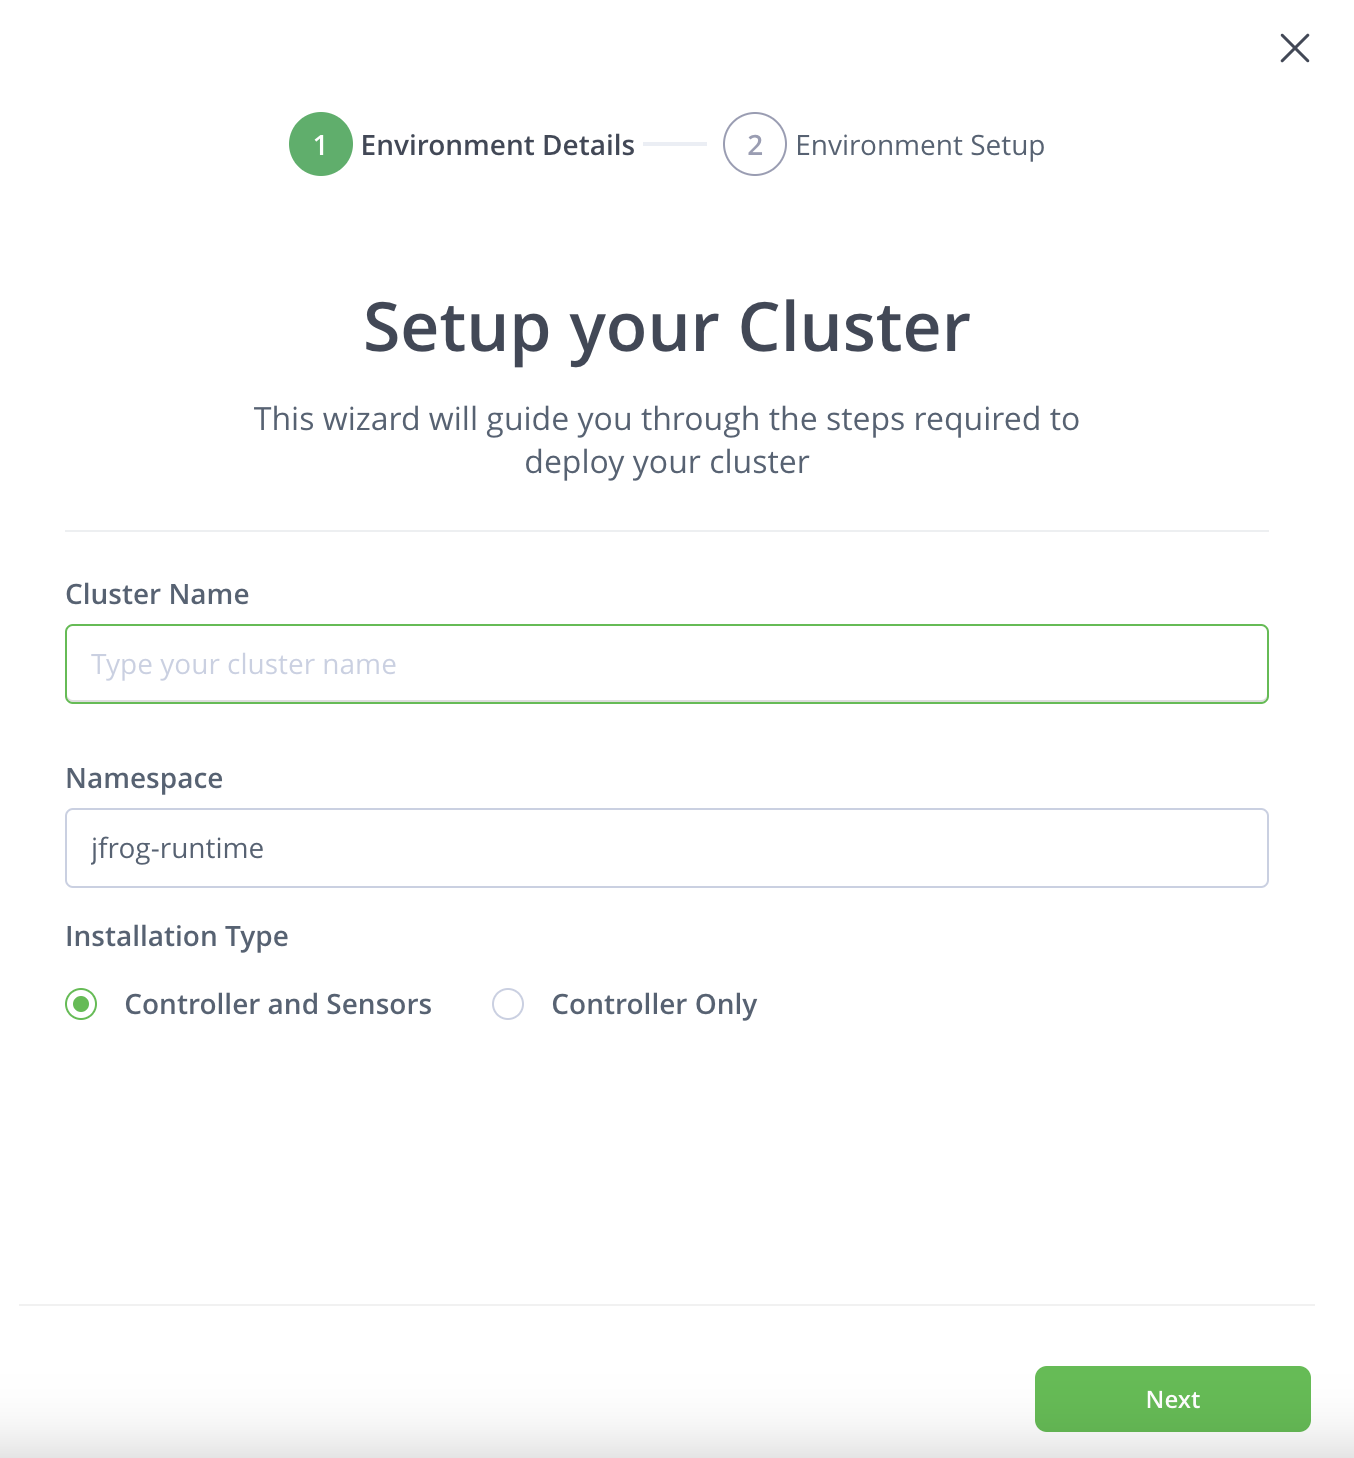 1 Environment Details 2 Environment Setup
Setup your Cluster
This wizard will guide you through the steps required to
deploy your cluster
Cluster Name
Type your cluster name
Namespace
jfrog-runtime
Installation Type
Controller and Sensors Controller Only
Next